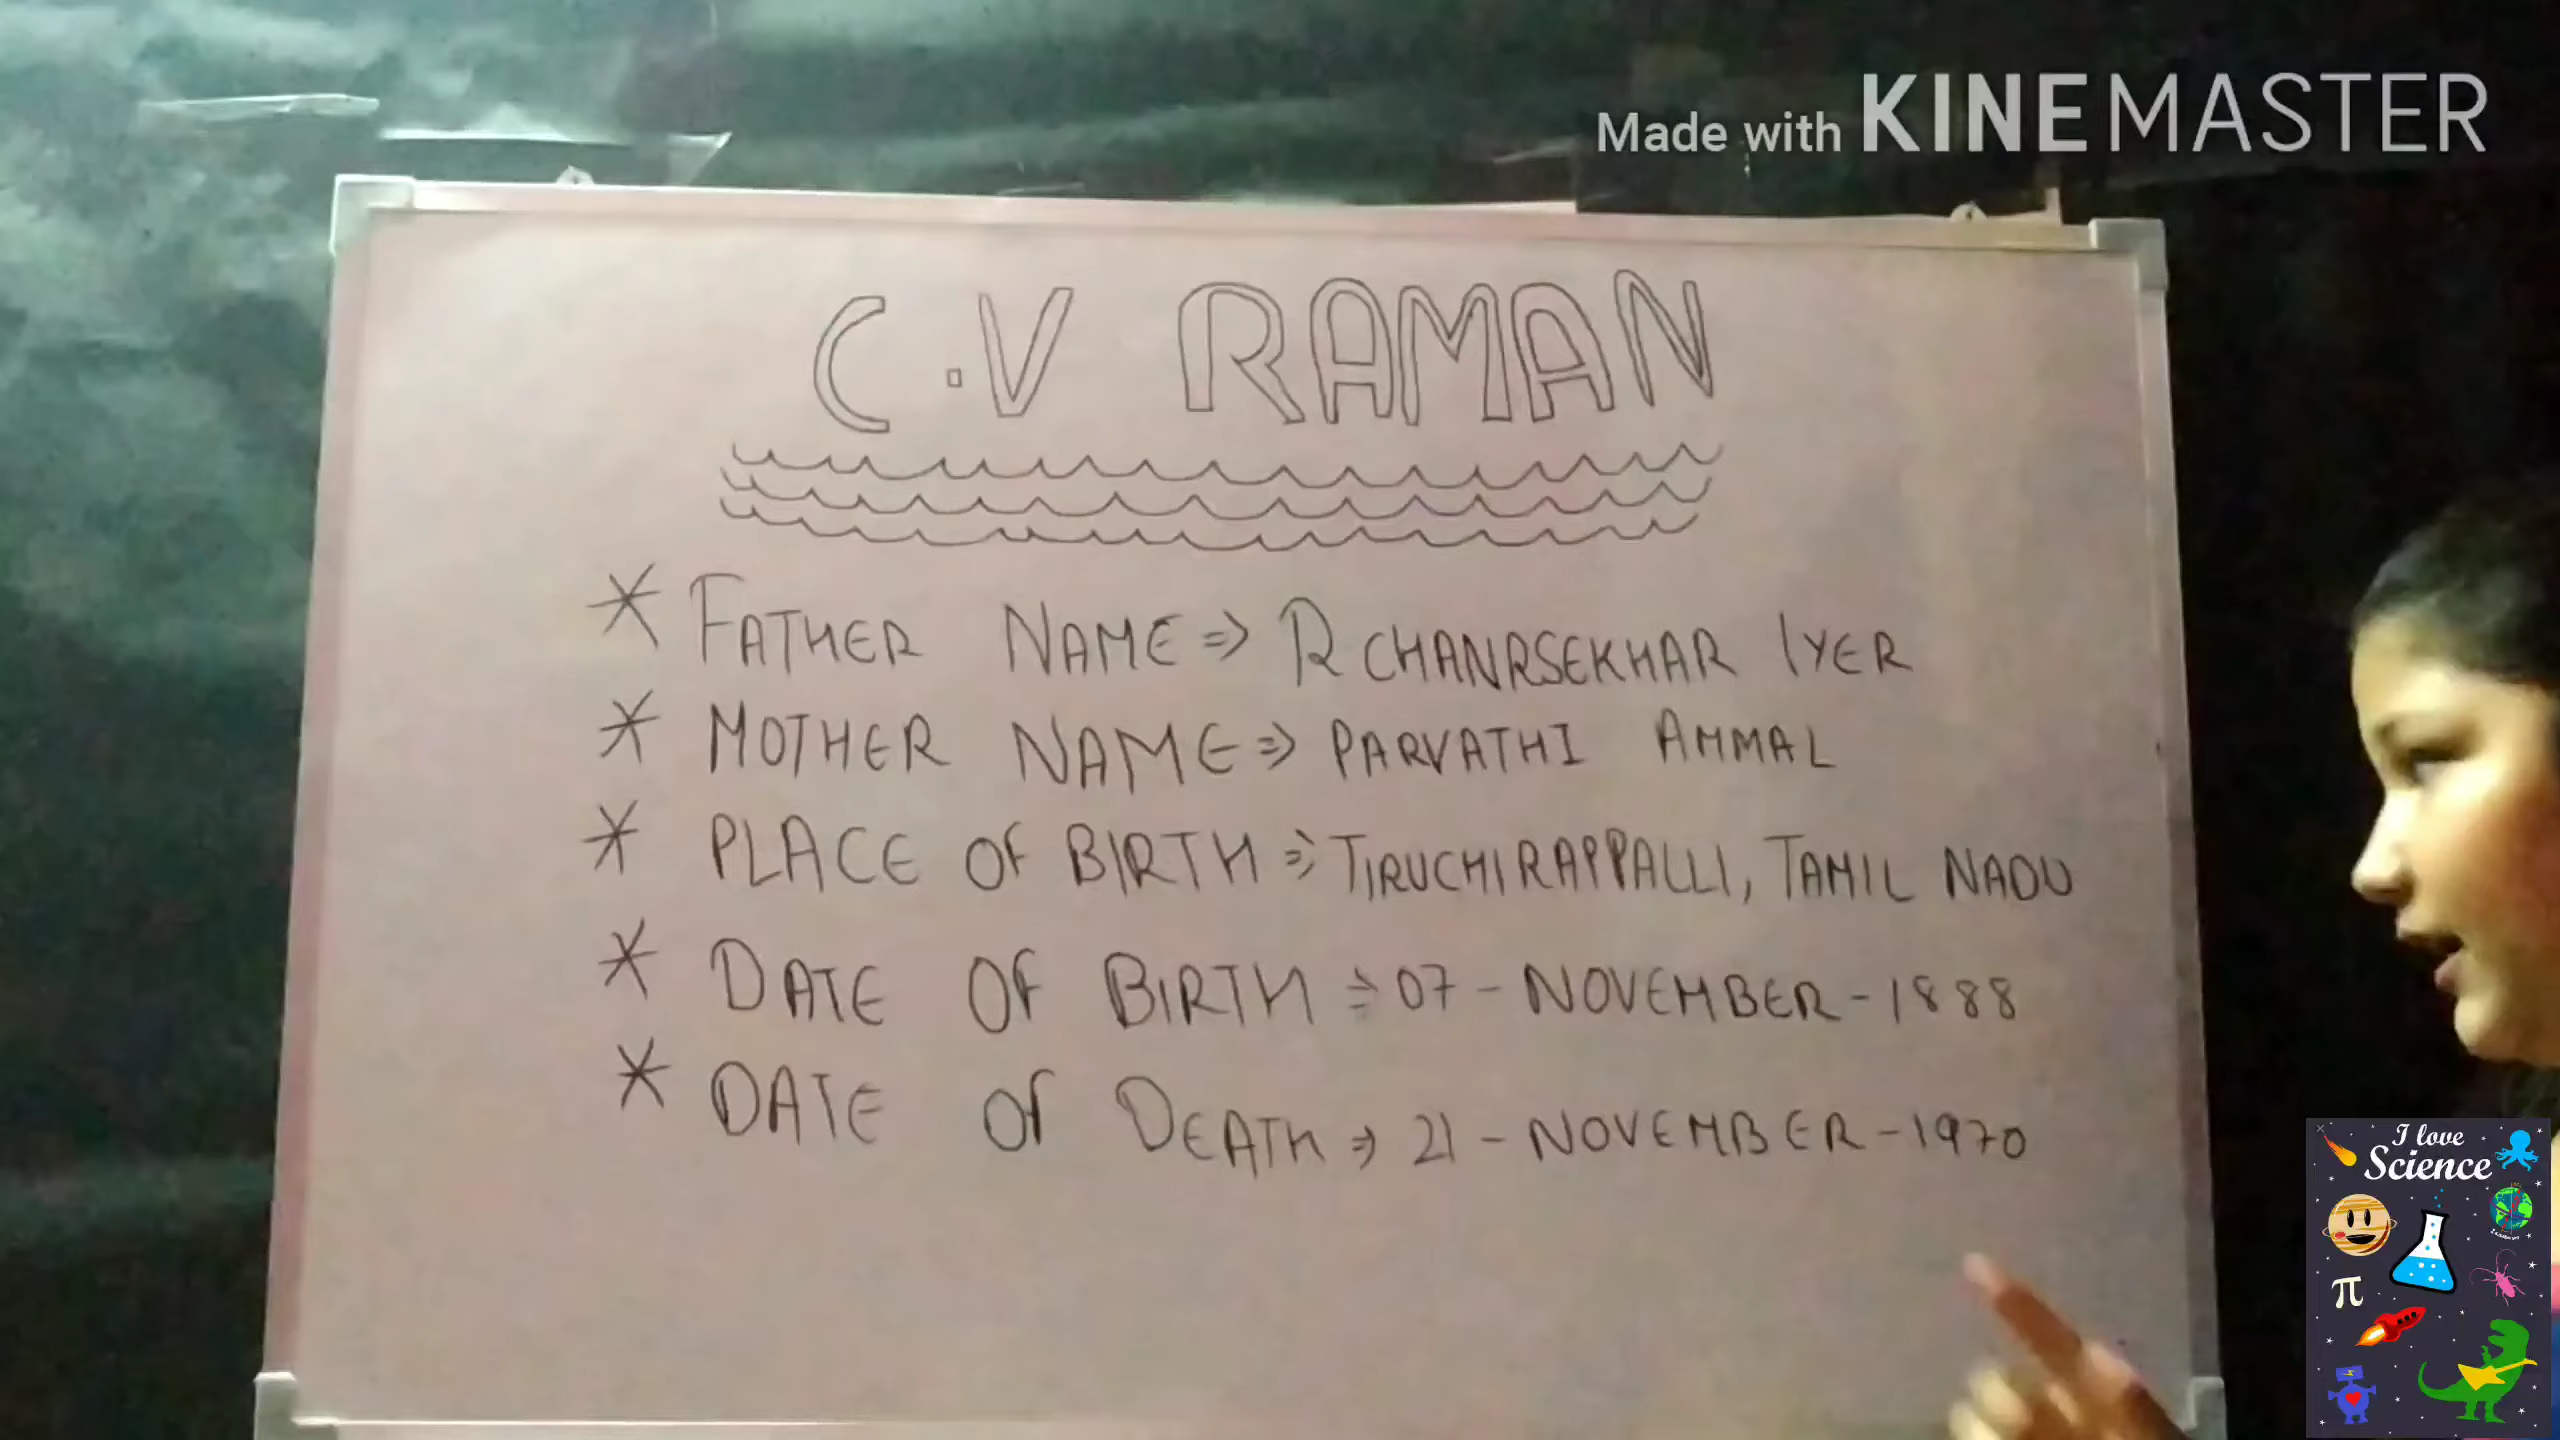 Made with KINEMASTER
C.V RAMAN
* FATHER NAME ⇒ R CHANRSEKHAR IYER
* MOTHER NAME ⇒ PARVATHI AMMAL
* PLACE OF BIRTH ⇒ TIRUCHIRAPPALLI, TAMIL NADU
* DATE OF BIRTH ⇒ 07 - NOVEMBER - 1888
* DATE OF DEATH ⇒ 21 - NOVEMBER - 1970
I love
Science
π